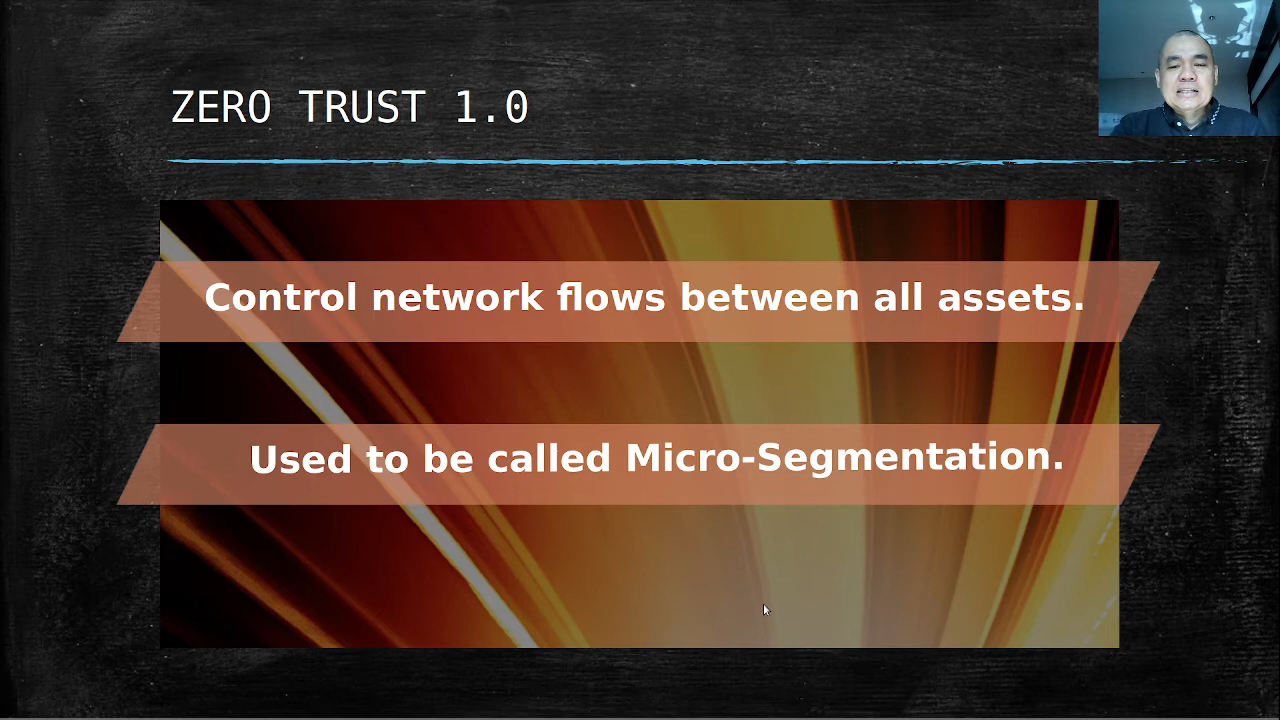 ZERO TRUST 1.0
Control network flows between all assets.
Used to be called Micro-Segmentation.